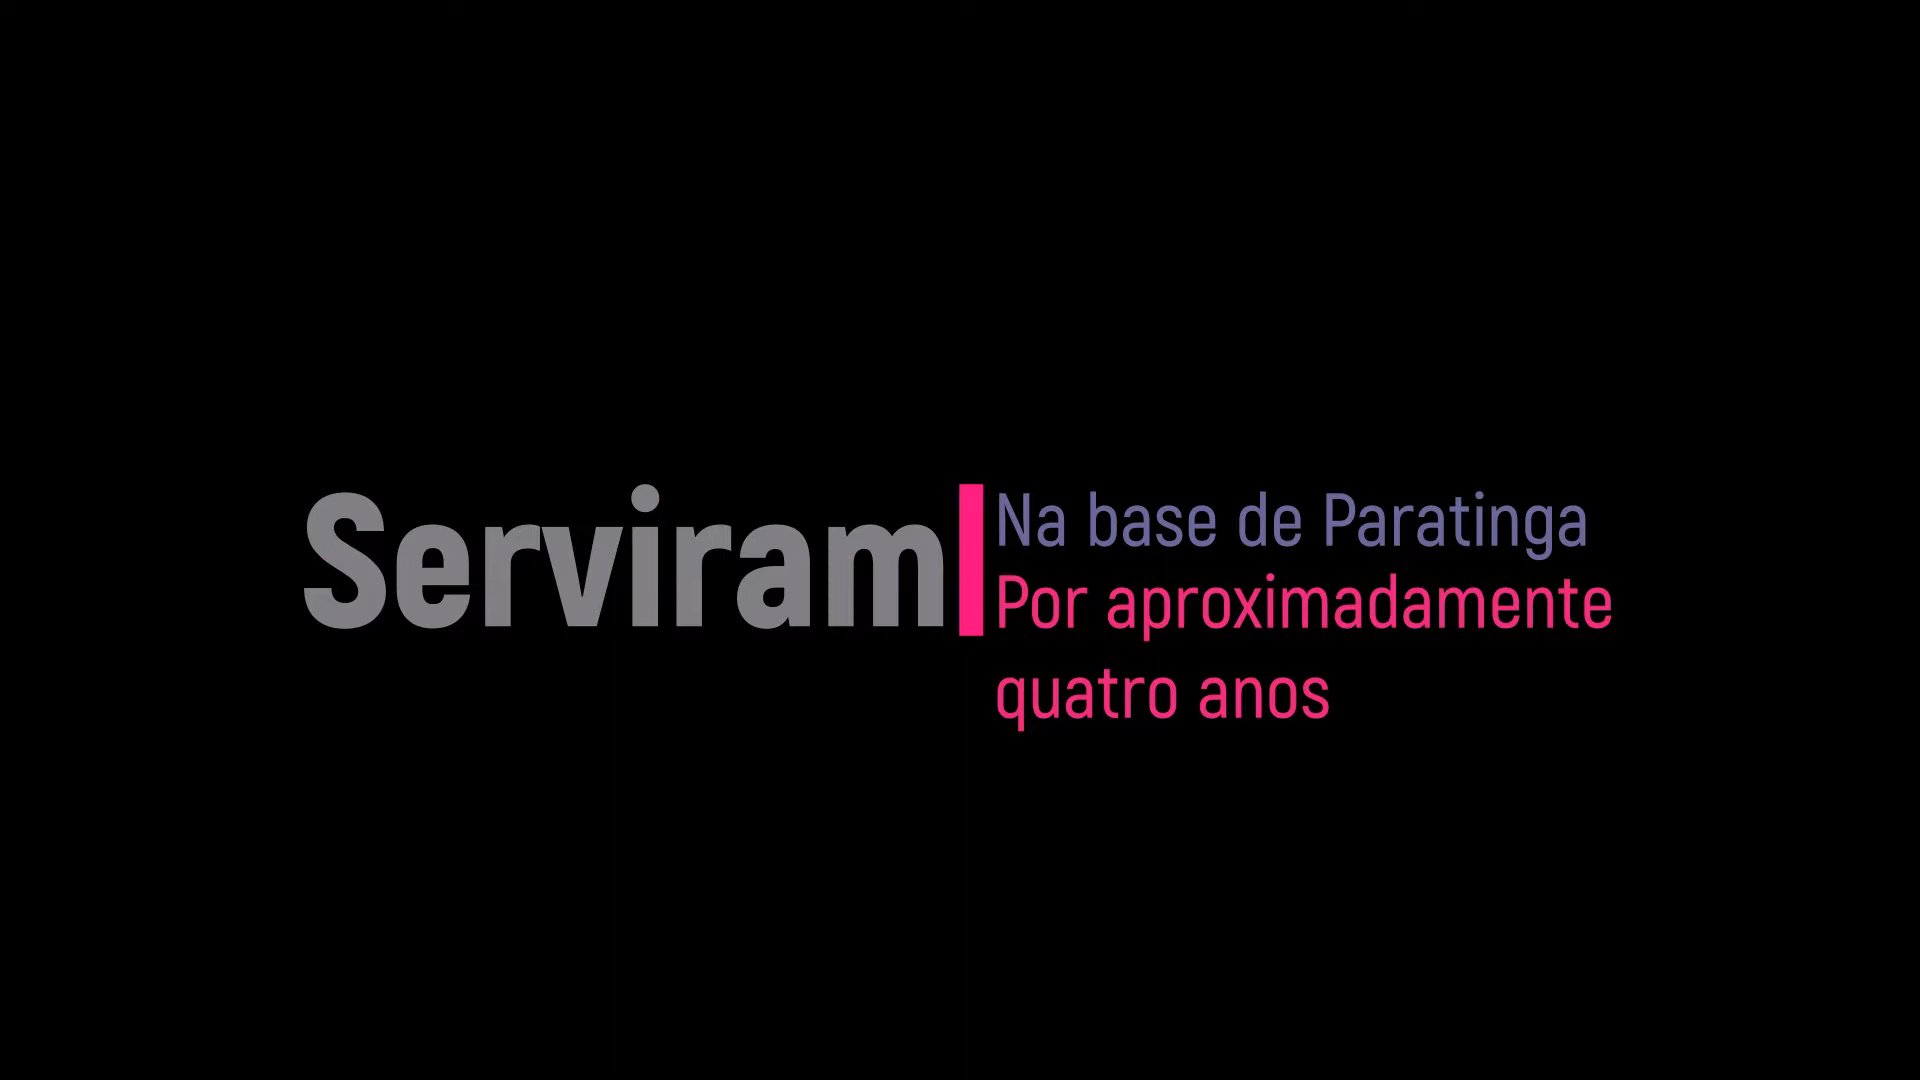 Serviram
Na base de Paratinga
Por aproximadamente
quatro anos